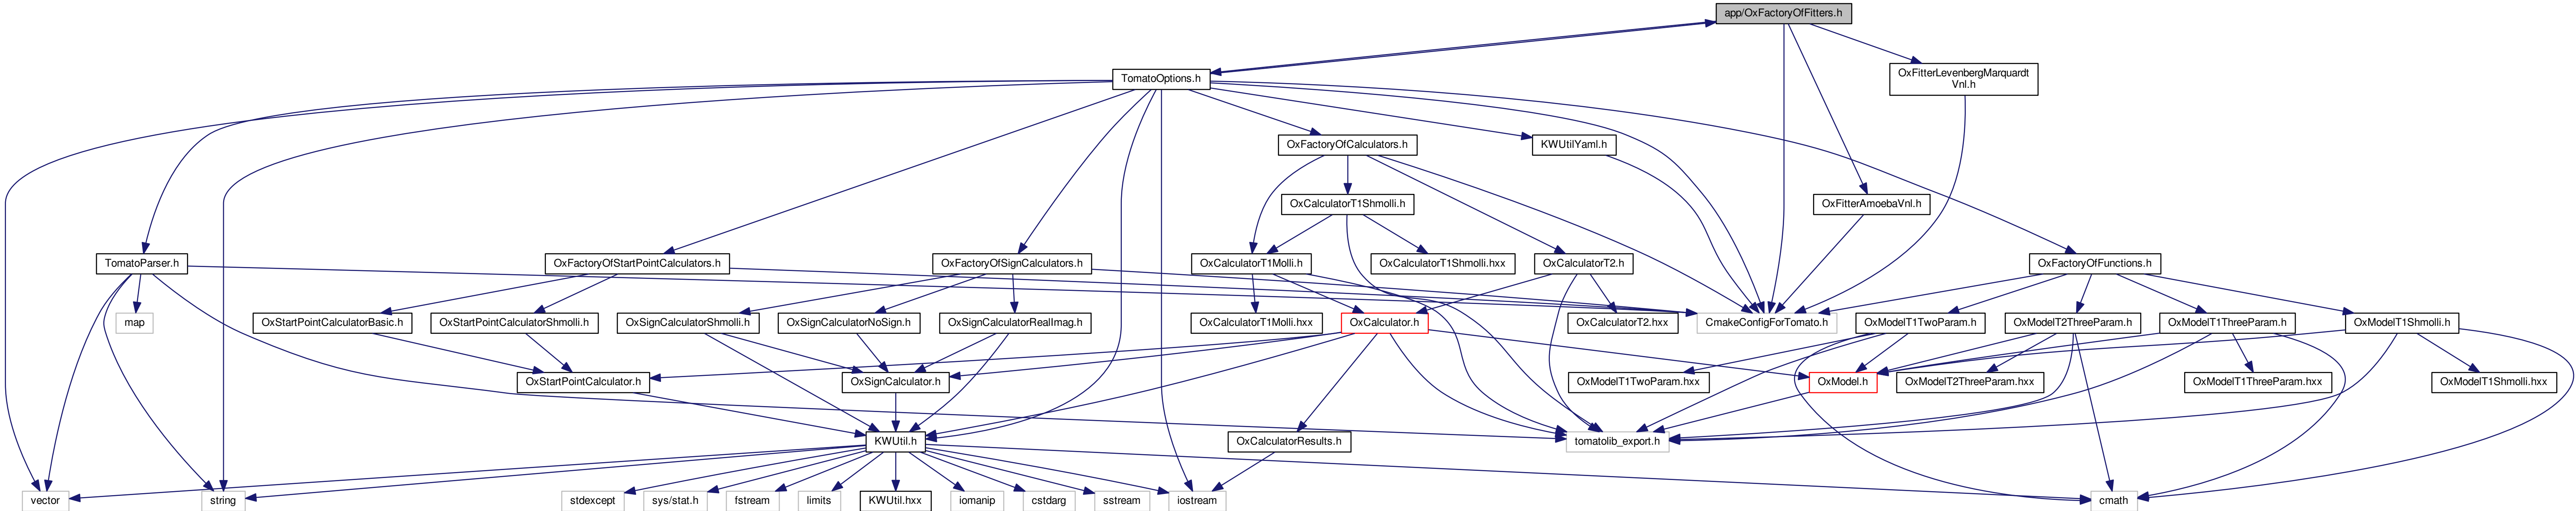 app/OxFactoryOfFitters.h
TomatoOptions.h
OxFitterLevenbergMarquardt
Vnl.h
OxFactoryOfCalculators.h
KWUtilYaml.h
OxCalculatorT1Shmolli.h
OxFitterAmoebaVnl.h
TomatoParser.h
OxFactoryOfStartPointCalculators.h
OxFactoryOfSignCalculators.h
OxCalculatorT1Molli.h
OxCalculatorT1Shmolli.hxx
OxCalculatorT2.h
OxFactoryOfFunctions.h
map
OxStartPointCalculatorBasic.h
OxStartPointCalculatorShmolli.h
OxSignCalculatorShmolli.h
OxSignCalculatorNoSign.h
OxSignCalculatorRealImag.h
OxCalculatorT1Molli.hxx
OxCalculator.h
OxCalculatorT2.hxx
CmakeConfigForTomato.h
OxModelT1TwoParam.h
OxModelT2ThreeParam.h
OxModelT1ThreeParam.h
OxModelT1Shmolli.h
OxStartPointCalculator.h
OxSignCalculator.h
OxModelT1TwoParam.hxx
OxModel.h
OxModelT2ThreeParam.hxx
OxModelT1ThreeParam.hxx
OxModelT1Shmolli.hxx
KWUtil.h
OxCalculatorResults.h
tomatolib_export.h
vector
string
stdexcept
sys/stat.h
fstream
limits
KWUtil.hxx
iomanip
cstdarg
sstream
iostream
cmath